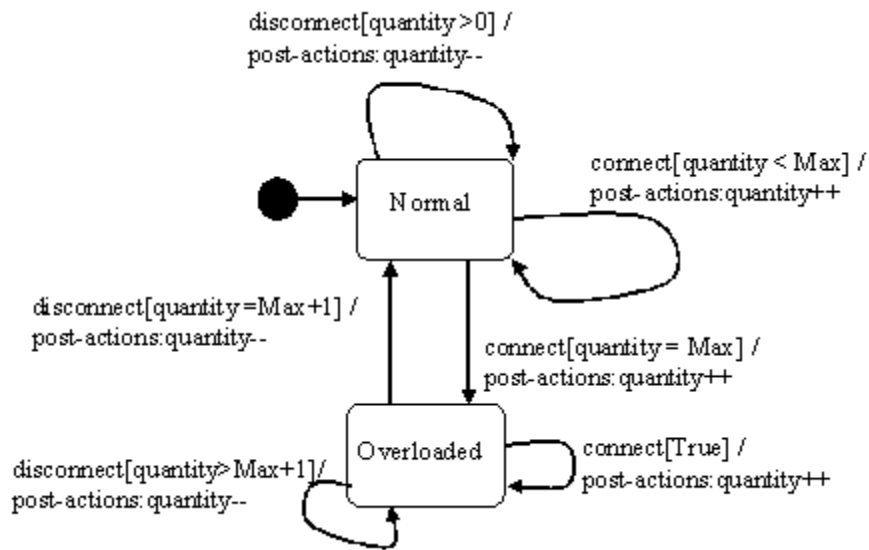 disconnect[quantity >0] /
post-actions:quantity--
connect[quantity < Max] /
post-actions:quantity++
Normal
disconnect[quantity =Max+1] /
post-actions:quantity--
connect[quantity = Max] /
post-actions:quantity++
Overloaded
connect[True] /
post-actions:quantity++
disconnect[quantity> Max+1]/
post-actions:quantity--